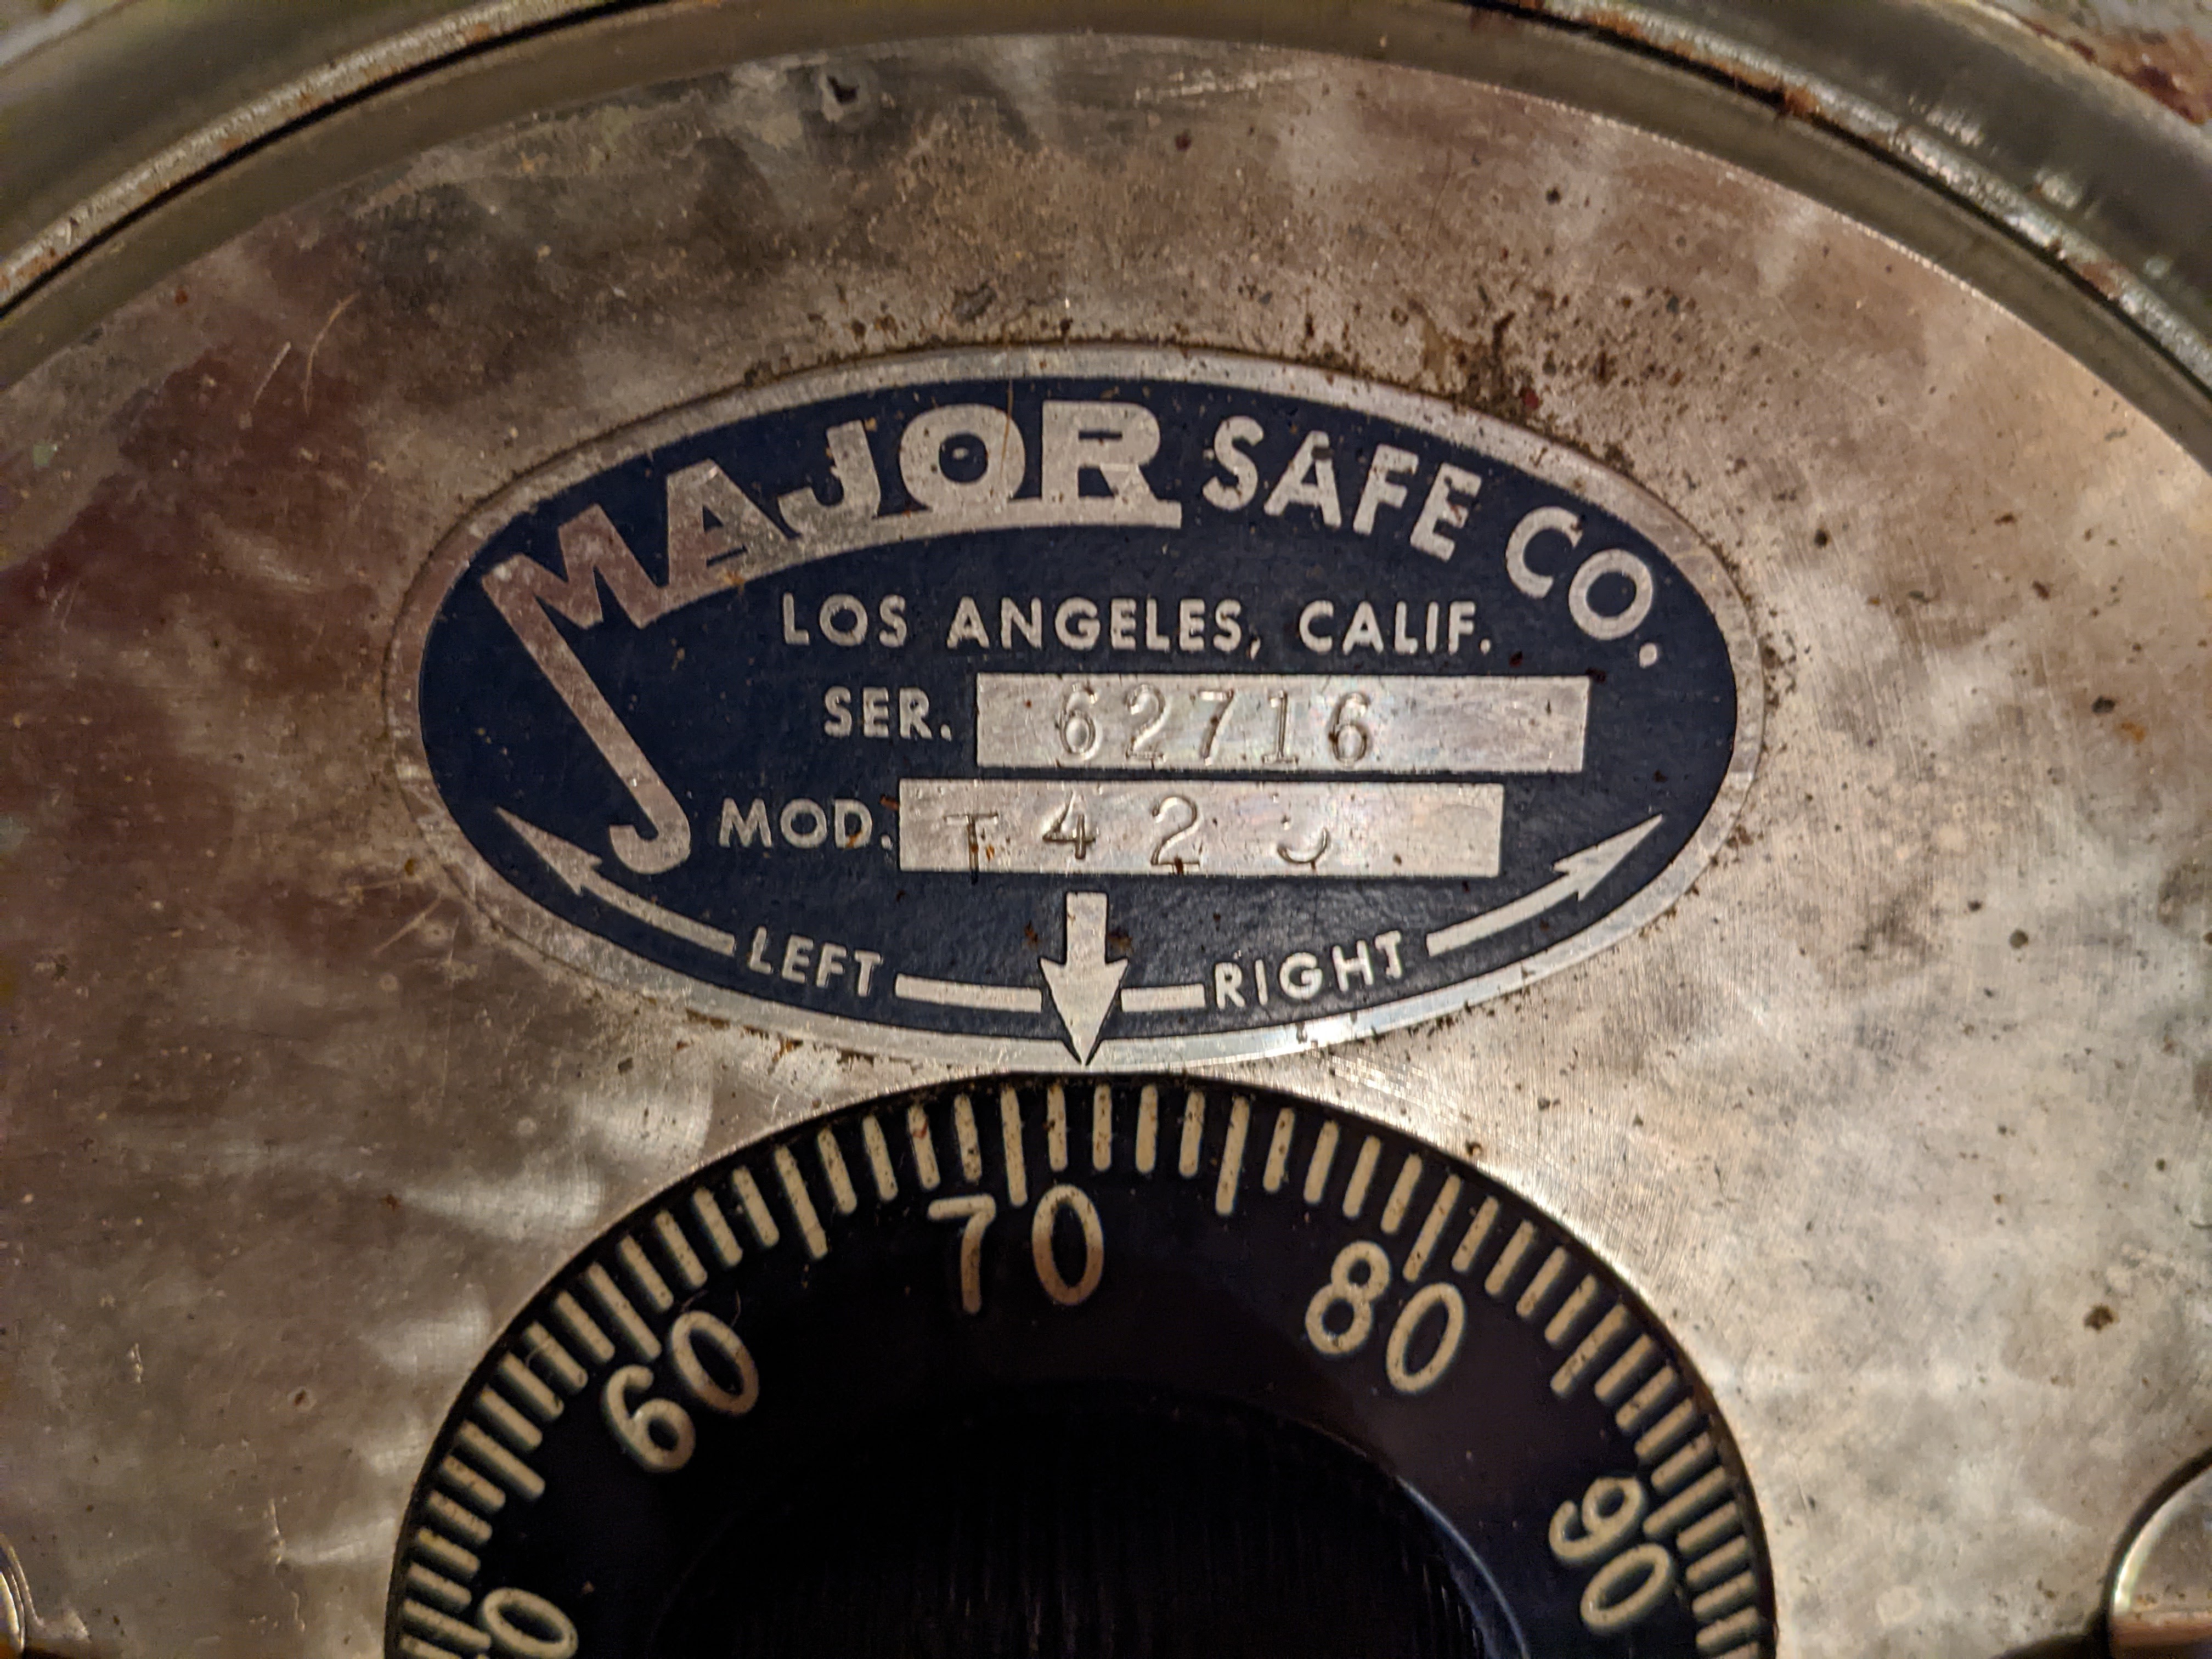 MAJOR SAFE CO.
LOS ANGELES, CALIF.
SER. 62716
MOD.
LEFT RIGHT
60 70 80 90